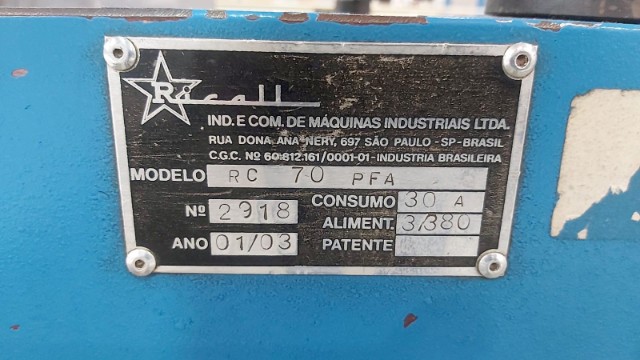 Ricall
IND. E COM. DE MÁQUINAS INDUSTRIAIS LTDA.
RUA DONA ANA NERY, 697 SÃO PAULO - SP - BRASIL
C.G.C. Nº 60.812.161/0001-01 - INDUSTRIA BRASILEIRA
MODELO RC 70 PFA
Nº 2918 CONSUMO 30 A
ALIMENT. 3/380
ANO 01/03 PATENTE